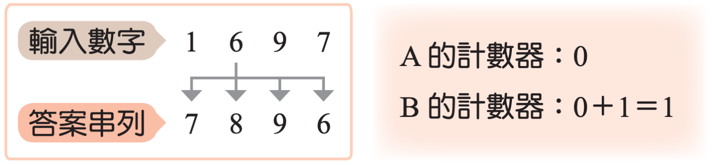 輸入數字 1 6 9 7
答案串列 7 8 9 6
A 的計數器：0
B 的計數器：0＋1＝1